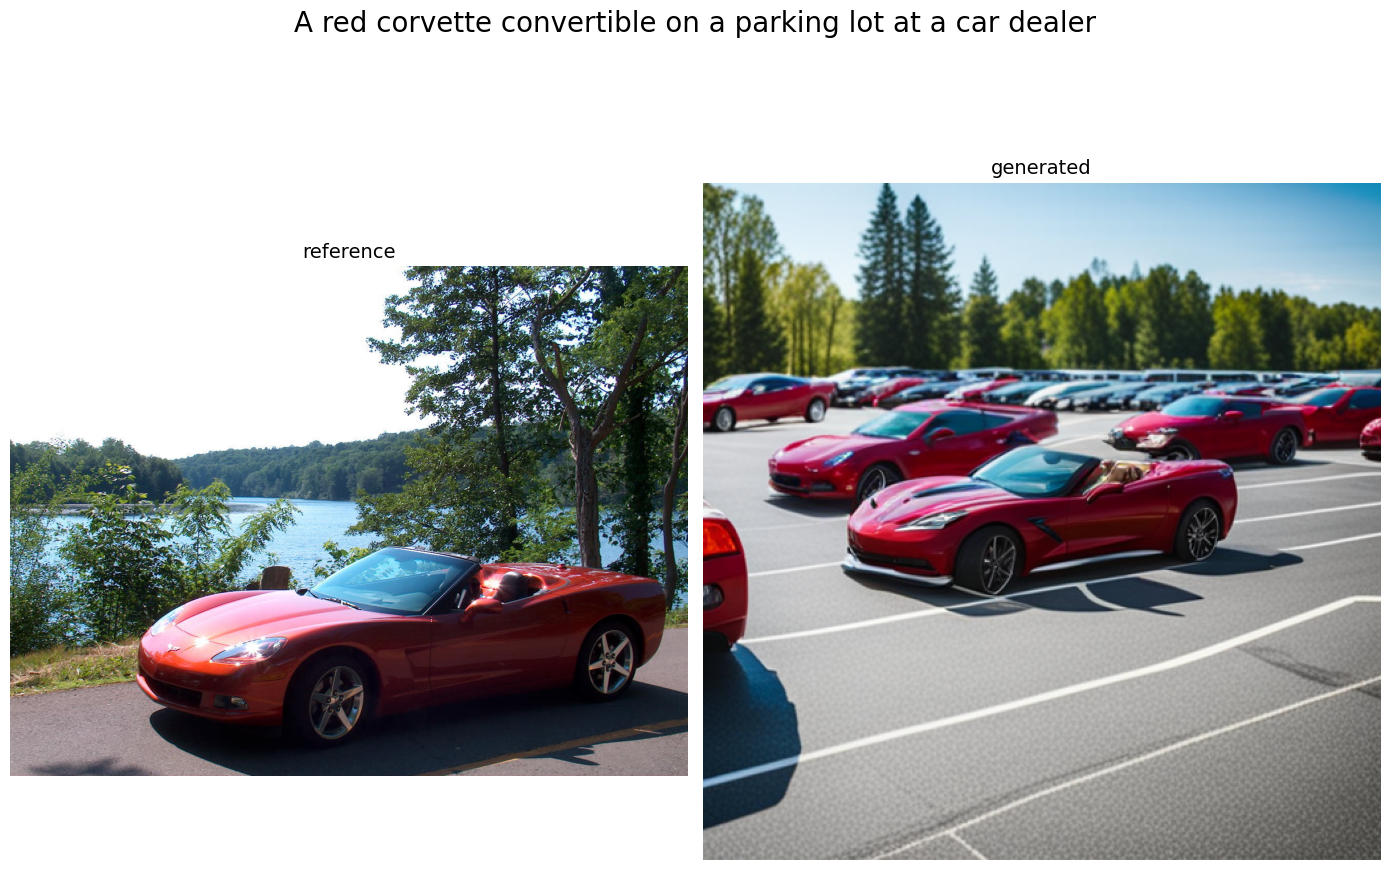 A red corvette convertible on a parking lot at a car dealer
reference
generated